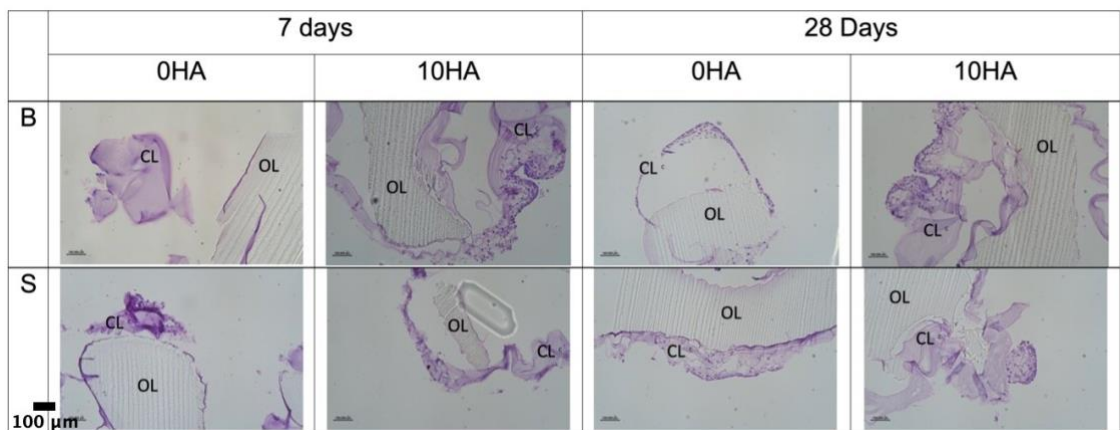 7 days 28 Days
0HA 10HA 0HA 10HA
B CL OL OL CL CL OL CL OL
S CL OL OL CL OL CL OL CL
100 µm